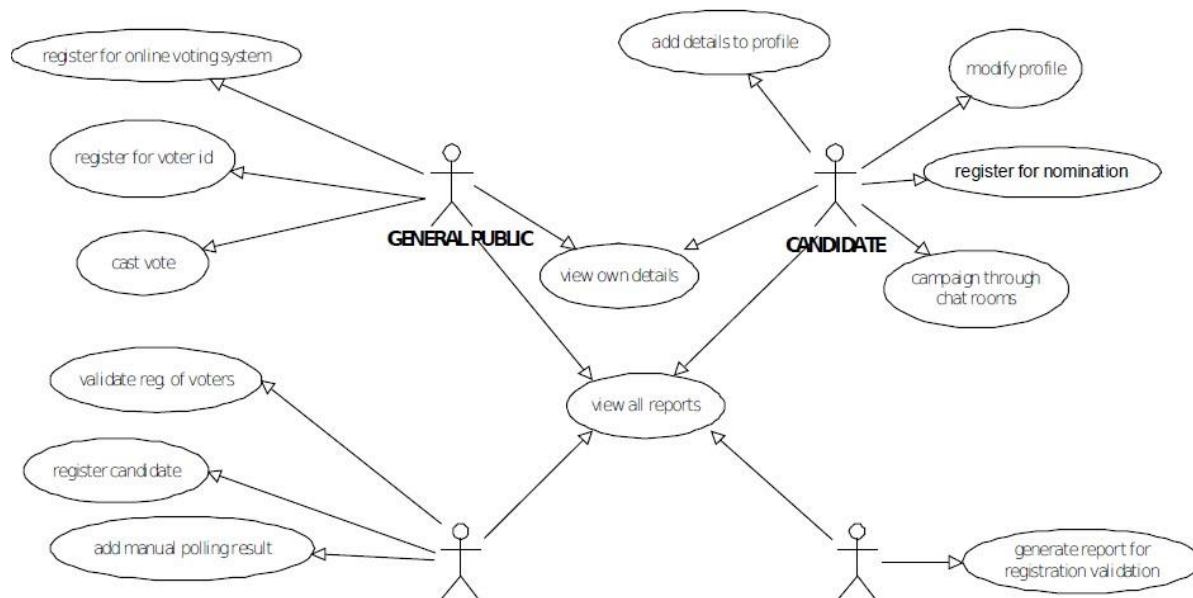 register for online voting system
add details to profile
modify profile
register for voter id
register for nomination
GENERAL PUBLIC
CANDIDATE
cast vote
view own details
campaign through
chat rooms
validate reg. of voters
view all reports
register candidate
add manual polling result
generate report for
registration validation